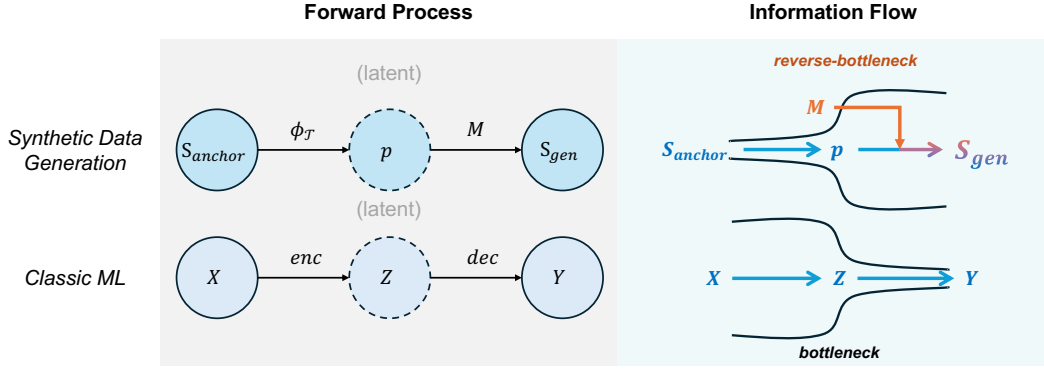 Forward Process
Information Flow
Synthetic Data
Generation
(latent)
S_anchor
ϕ_𝒯
p
M
S_gen
reverse-bottleneck
M
S_anchor
p
S_gen
Classic ML
(latent)
X
enc
Z
dec
Y
X
Z
Y
bottleneck